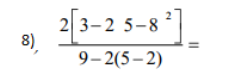 8), 2[3−2 5−8 ²] / 9−2(5−2) =